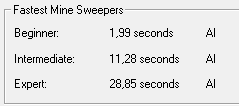 Fastest Mine Sweepers
Beginner: 1,99 seconds Al
Intermediate: 11,28 seconds Al
Expert: 28,85 seconds Al